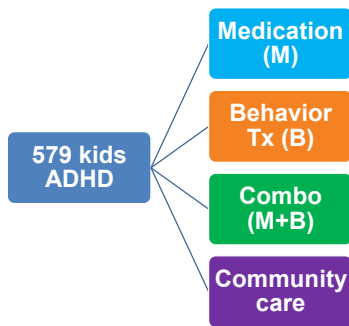 579 kids
ADHD
Medication
(M)
Behavior
Tx (B)
Combo
(M+B)
Community
care